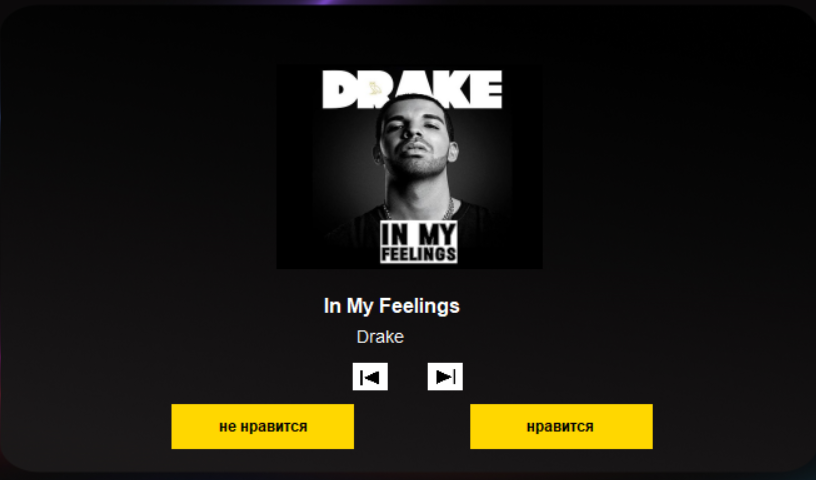 DRAKE
IN MY
FEELINGS
In My Feelings
Drake
не нравится
нравится